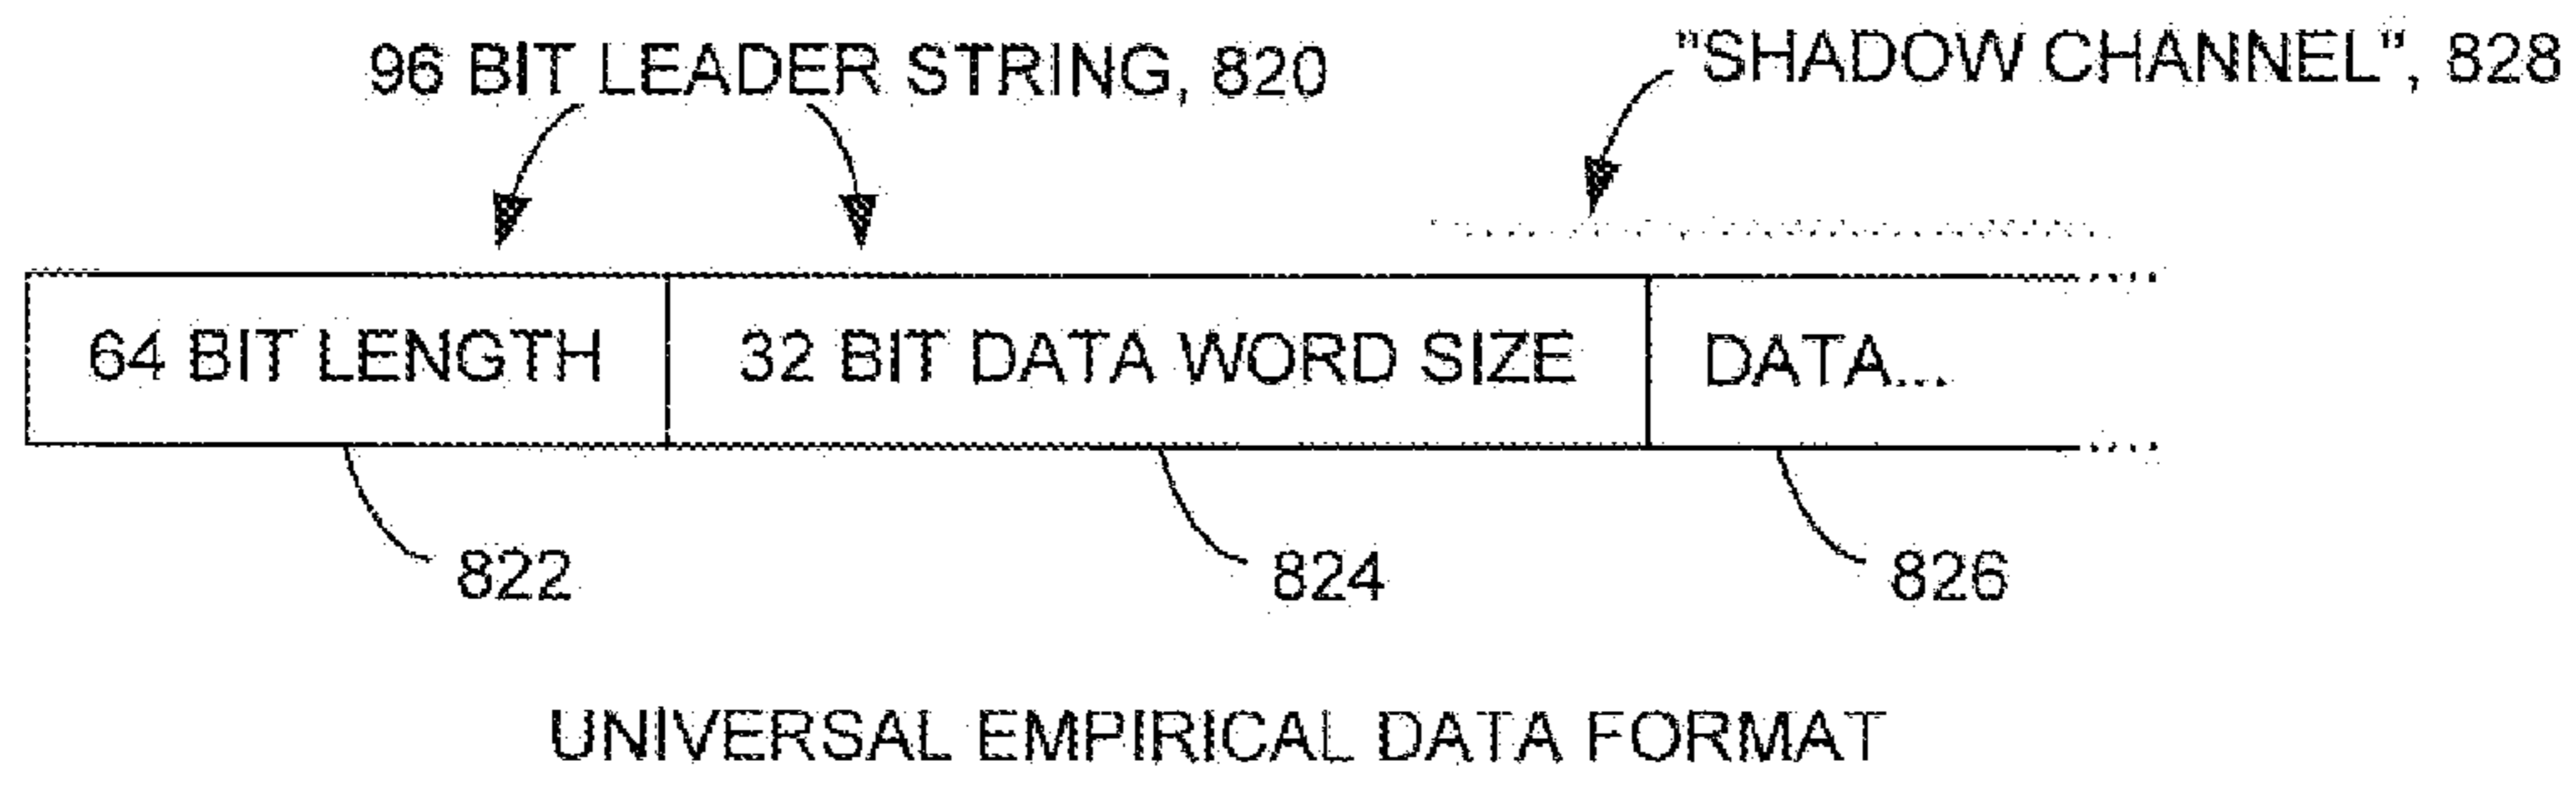 96 BIT LEADER STRING, 820
"SHADOW CHANNEL", 828
64 BIT LENGTH
32 BIT DATA WORD SIZE
DATA...
822
824
826
UNIVERSAL EMPIRICAL DATA FORMAT